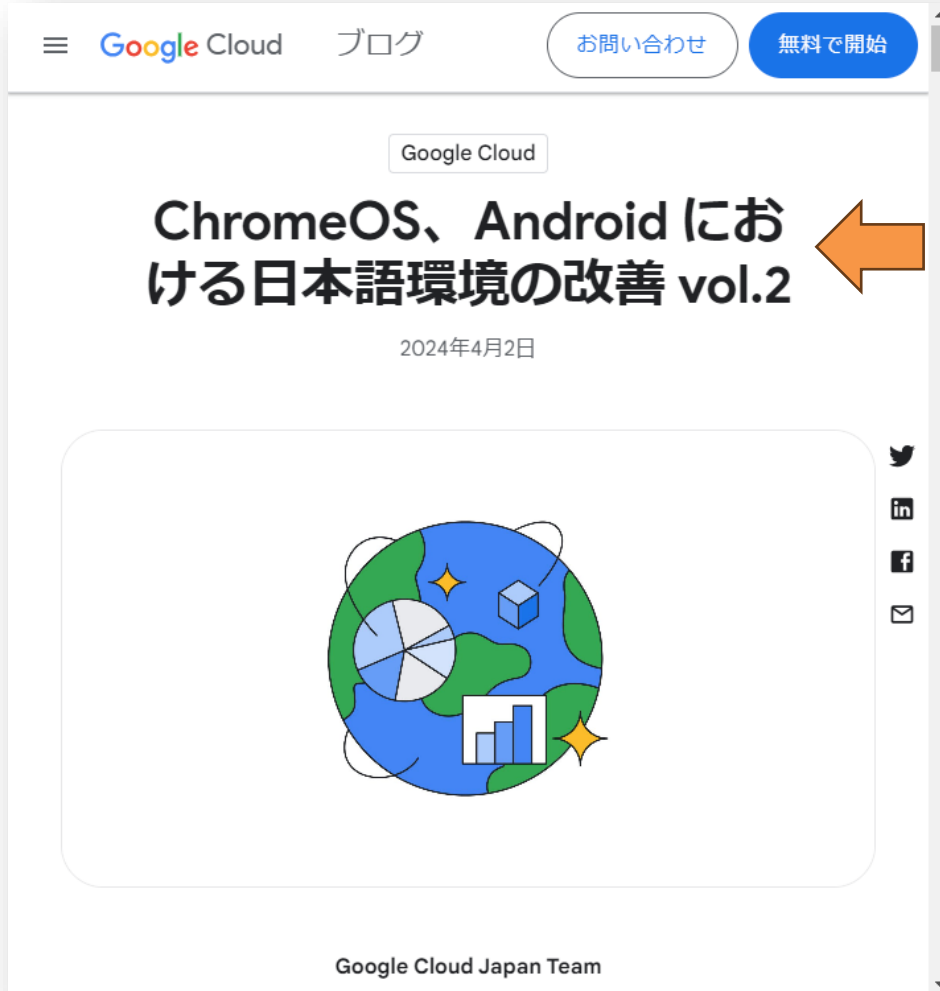 Google Cloud ブログ お問い合わせ 無料で開始
Google Cloud
ChromeOS、Android にお
ける日本語環境の改善 vol.2
2024年4月2日
Google Cloud Japan Team